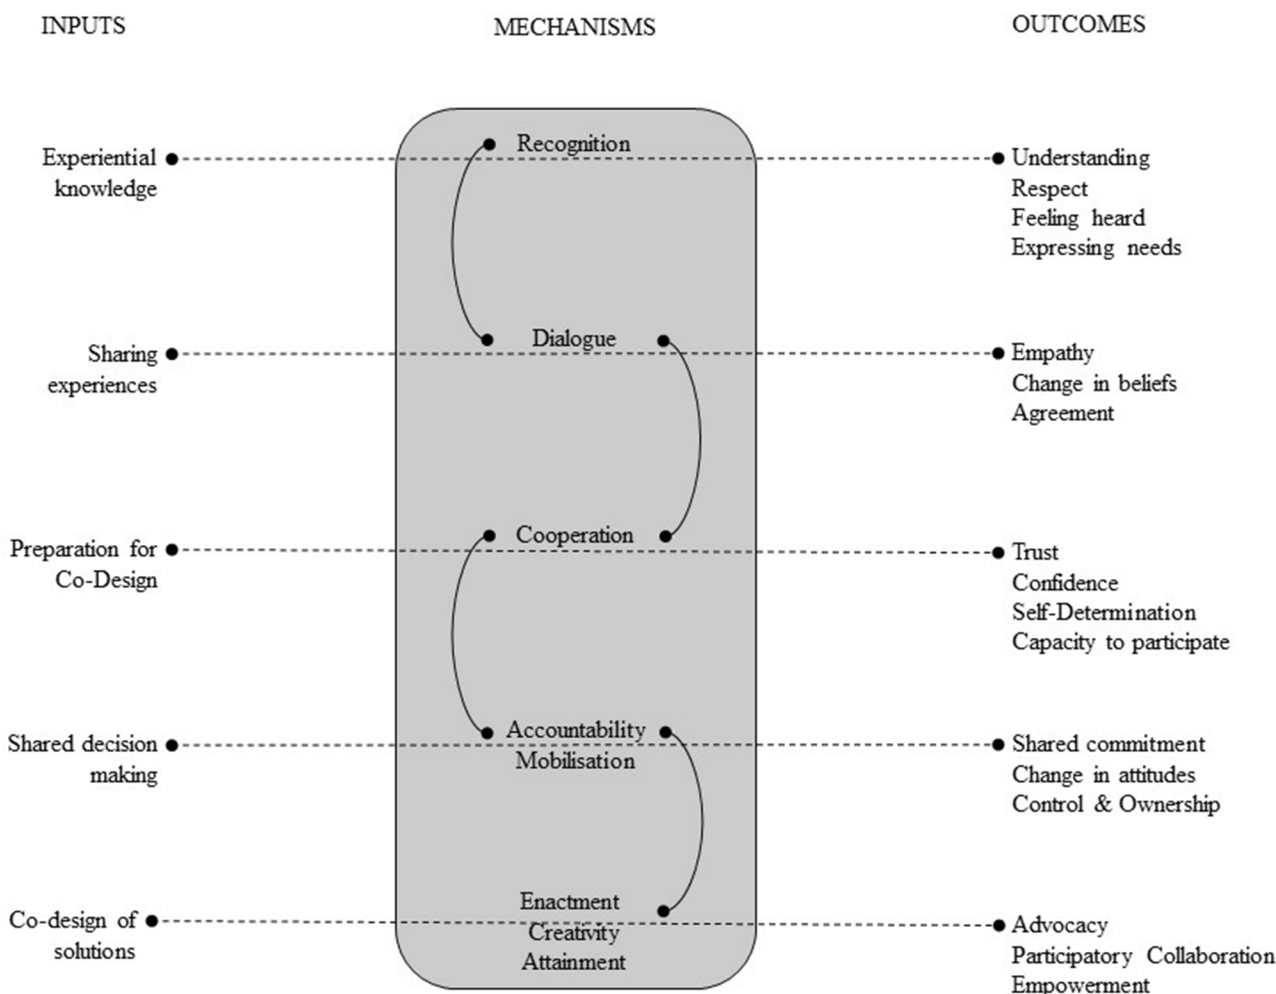 INPUTS
MECHANISMS
OUTCOMES
Experiential
knowledge
Recognition
Understanding
Respect
Feeling heard
Expressing needs
Sharing
experiences
Dialogue
Empathy
Change in beliefs
Agreement
Preparation for
Co-Design
Cooperation
Trust
Confidence
Self-Determination
Capacity to participate
Shared decision
making
Accountability
Mobilisation
Shared commitment
Change in attitudes
Control & Ownership
Co-design of
solutions
Enactment
Creativity
Attainment
Advocacy
Participatory Collaboration
Empowerment